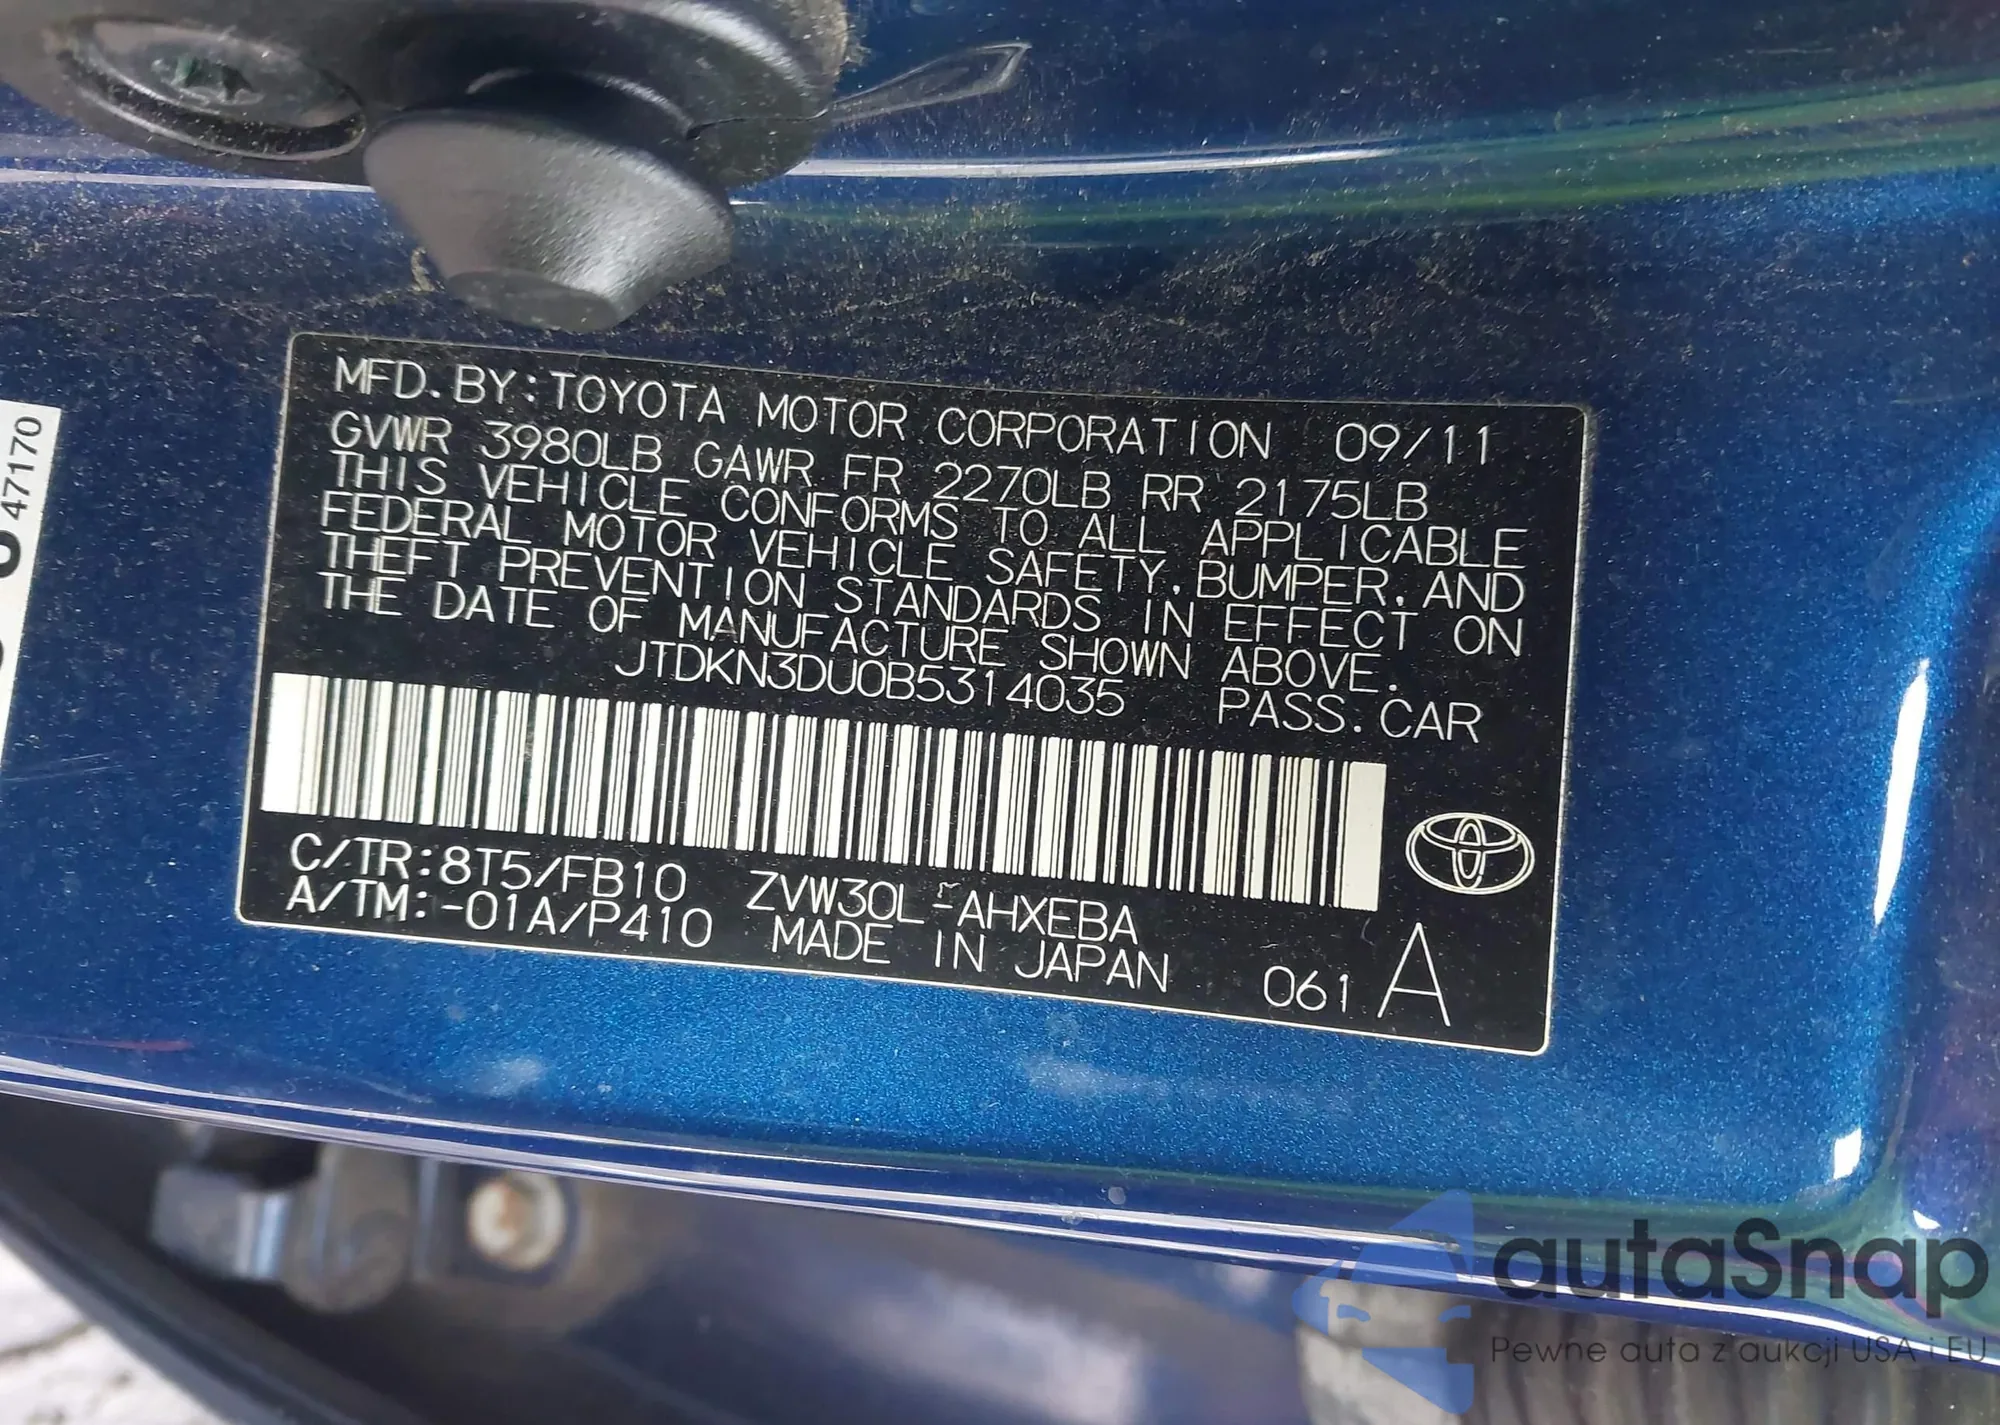 MFD.BY:TOYOTA MOTOR CORPORATION 09/11
GVWR 3980LB GAWR FR 2270LB RR 2175LB
THIS VEHICLE CONFORMS TO ALL APPLICABLE
FEDERAL MOTOR VEHICLE SAFETY,BUMPER,AND
THEFT PREVENTION STANDARDS IN EFFECT ON
THE DATE OF MANUFACTURE SHOWN ABOVE.
JTDKN3DU0B5314035 PASS.CAR
C/TR:8T5/FB10 ZVW30L-AHXEBA
A/TM:-01A/P410 MADE IN JAPAN 061 A
47170
autaSnap
Pewne auta z aukcji USA i EU